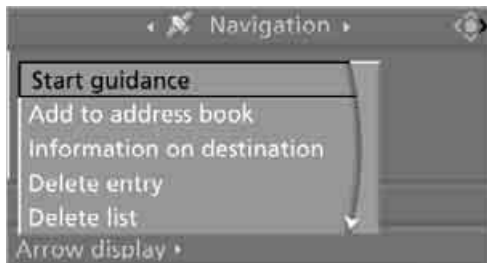 Navigation
Start guidance
Add to address book
Information on destination
Delete entry
Delete list
Arrow display